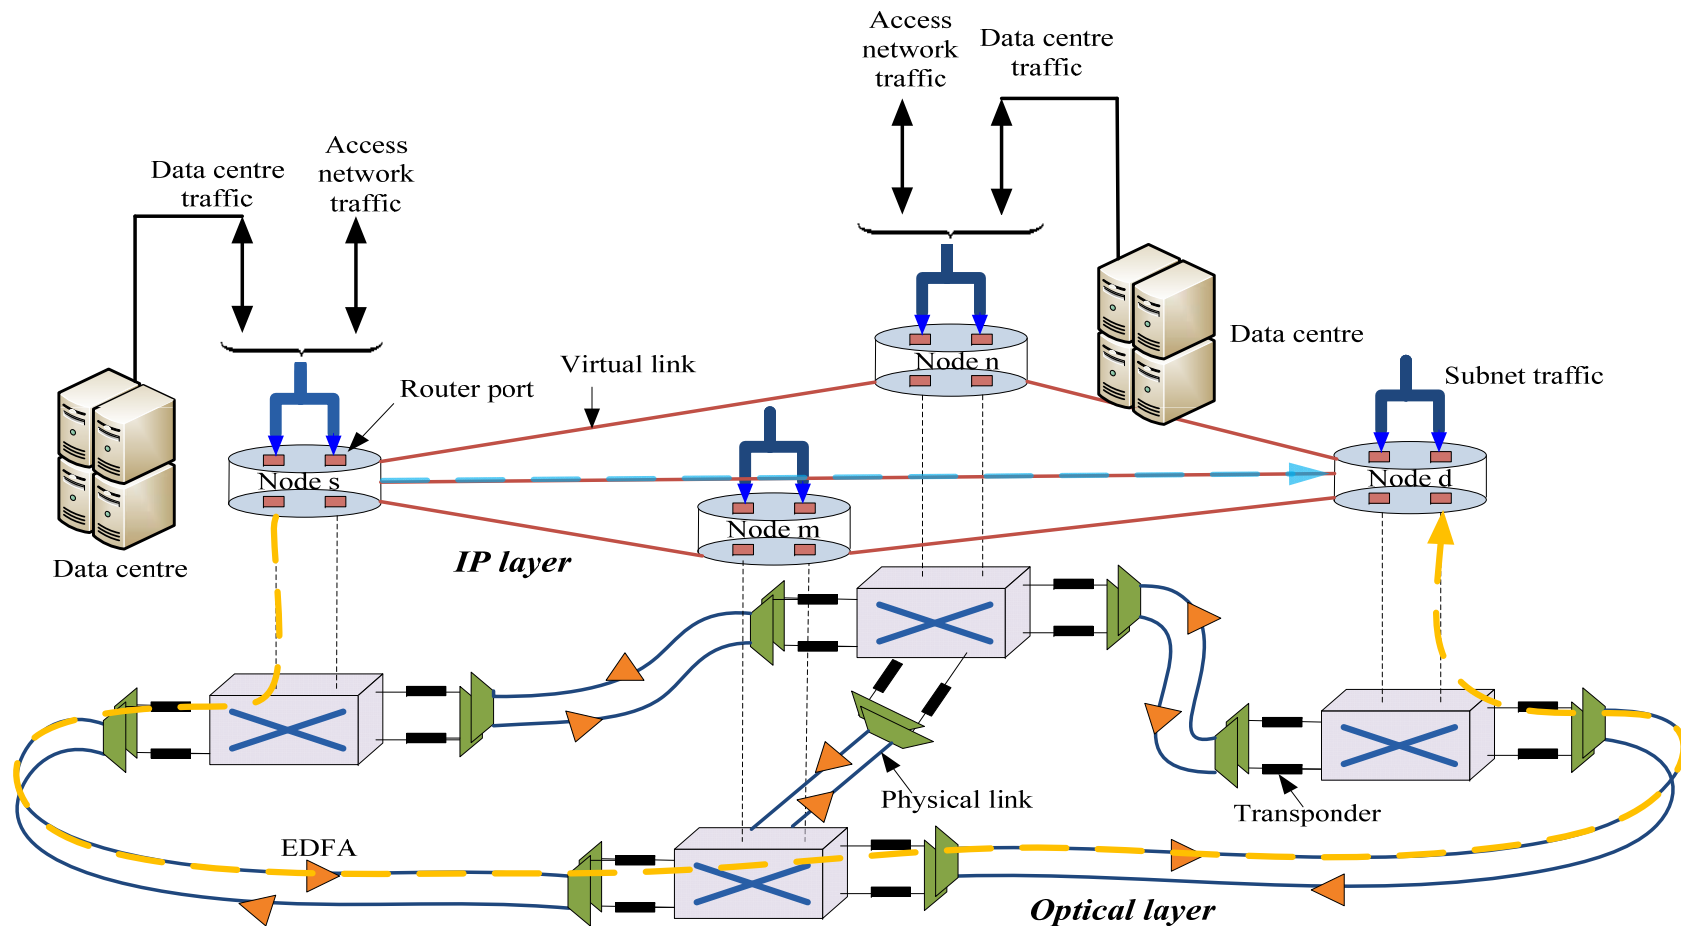 Access
network
traffic
Data centre
traffic
Access
network
traffic
Data centre
traffic
Data centre
Node n
Virtual link
Subnet traffic
Router port
Node s
Node d
Node m
IP layer
Data centre
Physical link
Transponder
EDFA
Optical layer